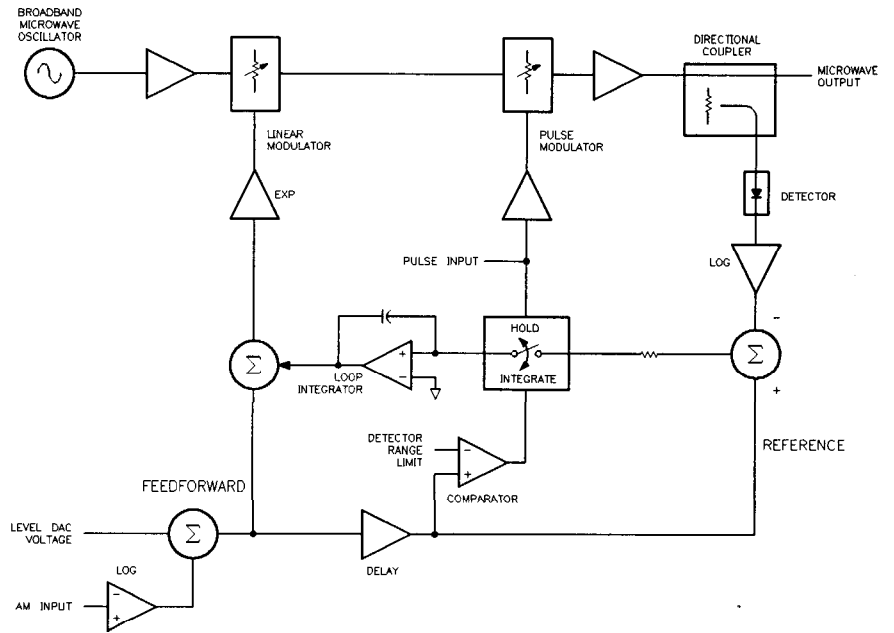 BROADBAND
MICROWAVE
OSCILLATOR
DIRECTIONAL
COUPLER
MICROWAVE
OUTPUT
LINEAR
MODULATOR
PULSE
MODULATOR
EXP
DETECTOR
PULSE INPUT
LOG
HOLD
INTEGRATE
-
Σ
+
Σ
+
-
LOOP
INTEGRATOR
DETECTOR
RANGE
LIMIT
-
+
COMPARATOR
REFERENCE
FEEDFORWARD
LEVEL DAC
VOLTAGE
Σ
DELAY
LOG
AM INPUT
-
+